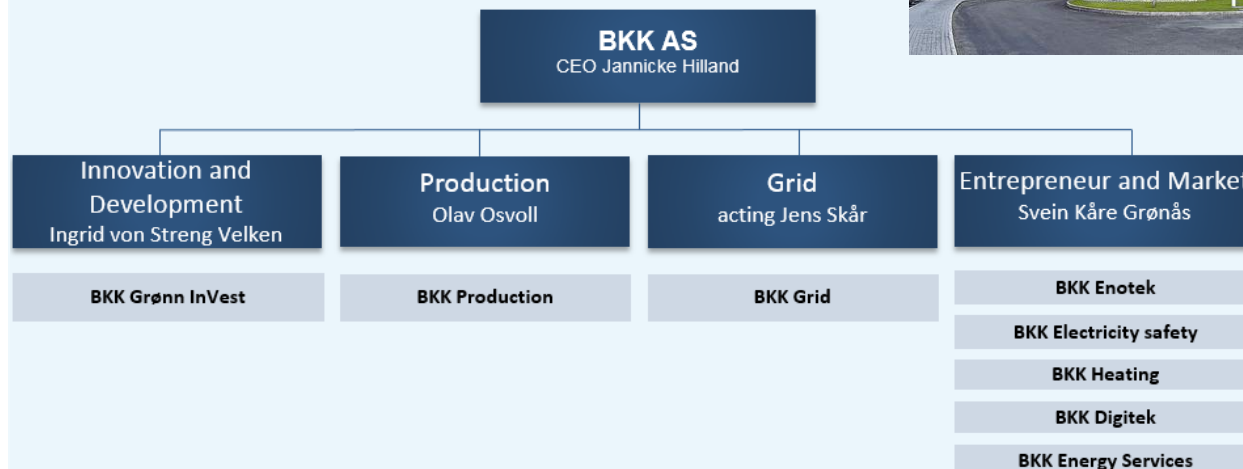 BKK AS
CEO Jannicke Hilland
Innovation and
Development
Ingrid von Streng Velken
Production
Olav Osvoll
Grid
acting Jens Skår
Entrepreneur and Market
Svein Kåre Grønås
BKK Grønn InVest
BKK Production
BKK Grid
BKK Enotek
BKK Electricity safety
BKK Heating
BKK Digitek
BKK Energy Services